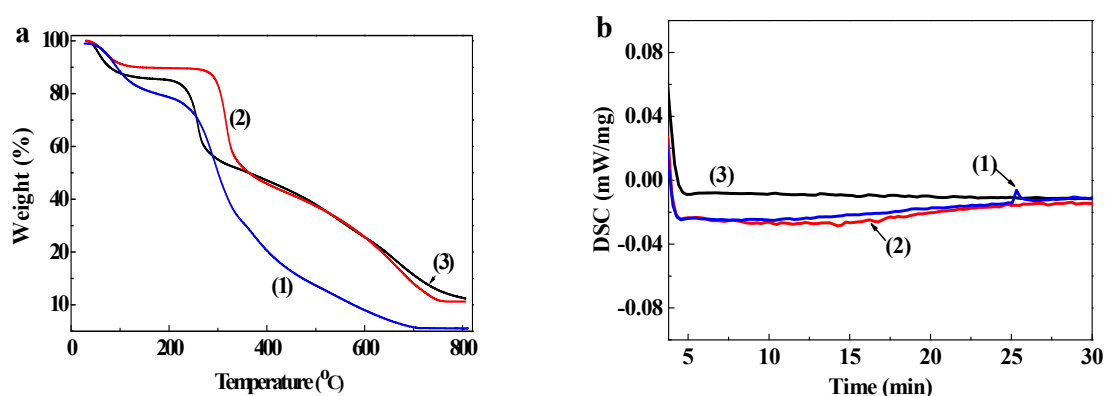 a
100
80
60
40
20
10
Weight (%)
(2)
(3)
(1)
0 200 400 600 800
Temperature (°C)
b
0.08
0.04
0.00
-0.04
-0.08
DSC (mW/mg)
(1)
(3)
(2)
5 10 15 20 25 30
Time (min)